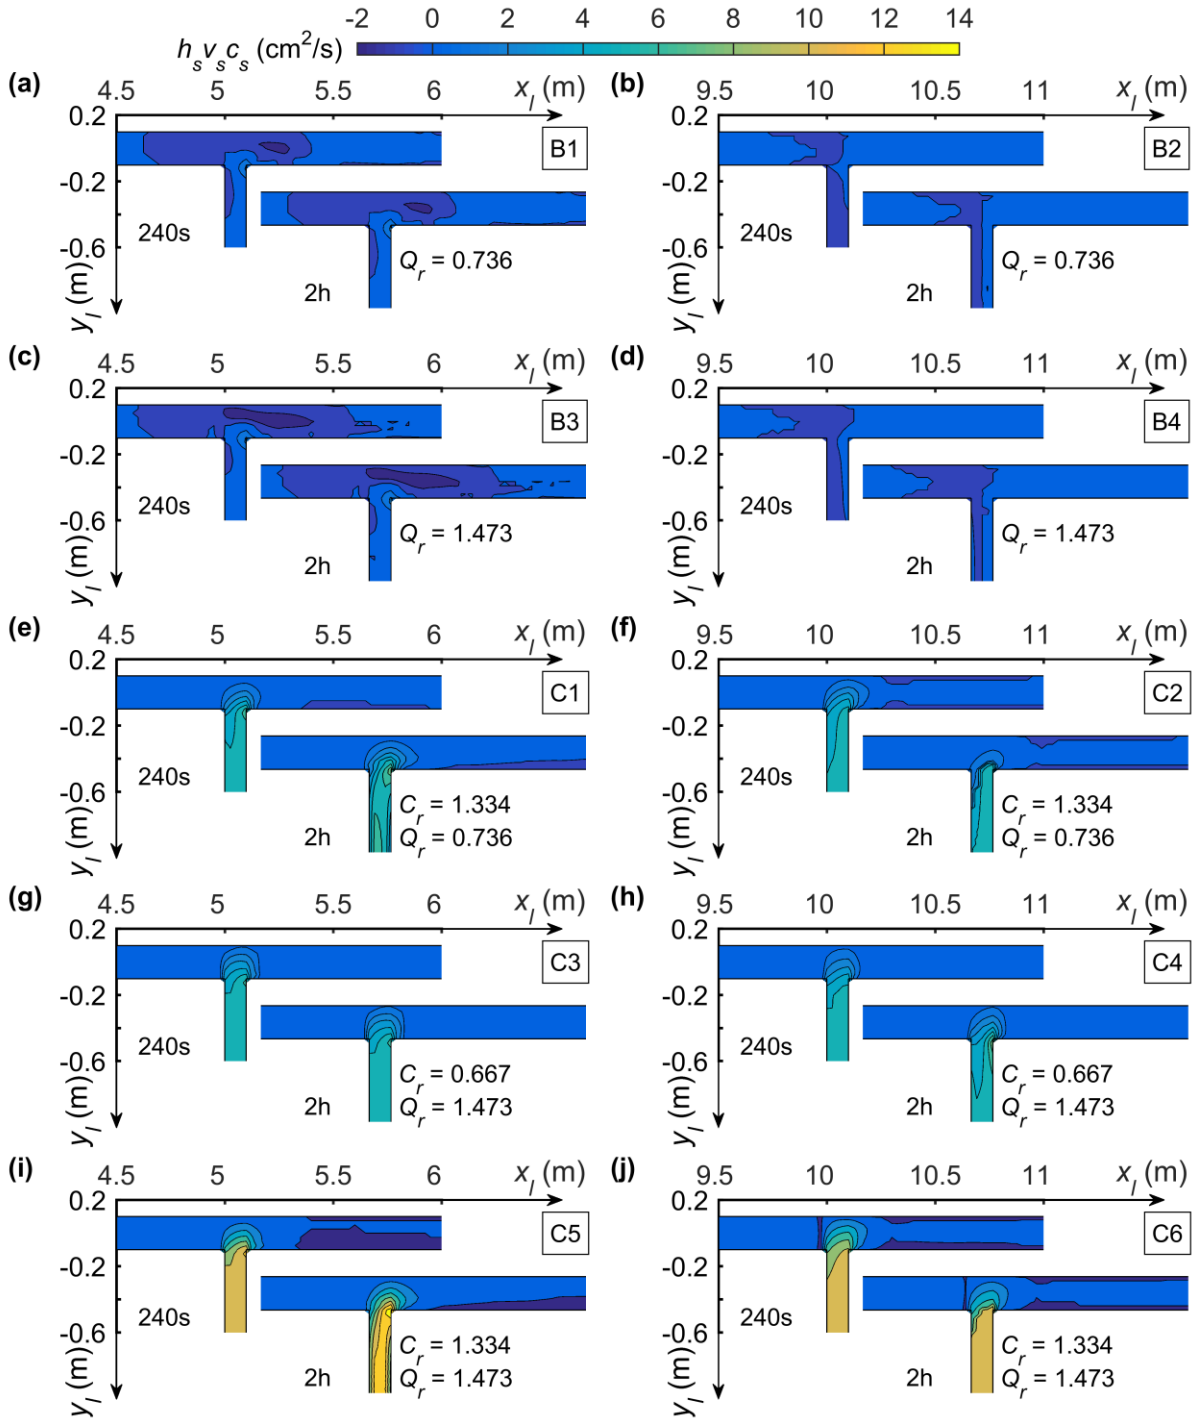 -2 0 2 4 6 8 10 12 14
h_s v_s c_s (cm²/s)
(a)
4.5 5 5.5 6 x_l (m)
0.2
B1
-0.2
240s
-0.6
Q_r = 0.736
2h
y_l (m)
(b)
9.5 10 10.5 11 x_l (m)
0.2
B2
-0.2
240s
-0.6
Q_r = 0.736
2h
y_l (m)
(c)
4.5 5 5.5 6 x_l (m)
0.2
B3
-0.2
240s
-0.6
Q_r = 1.473
2h
y_l (m)
(d)
9.5 10 10.5 11 x_l (m)
0.2
B4
-0.2
240s
-0.6
Q_r = 1.473
2h
y_l (m)
(e)
4.5 5 5.5 6 x_l (m)
0.2
C1
-0.2
240s
-0.6
C_r = 1.334
2h
Q_r = 0.736
y_l (m)
(f)
9.5 10 10.5 11 x_l (m)
0.2
C2
-0.2
240s
-0.6
C_r = 1.334
2h
Q_r = 0.736
y_l (m)
(g)
4.5 5 5.5 6 x_l (m)
0.2
C3
-0.2
240s
-0.6
C_r = 0.667
2h
Q_r = 1.473
y_l (m)
(h)
9.5 10 10.5 11 x_l (m)
0.2
C4
-0.2
240s
-0.6
C_r = 0.667
2h
Q_r = 1.473
y_l (m)
(i)
4.5 5 5.5 6 x_l (m)
0.2
C5
-0.2
240s
-0.6
C_r = 1.334
2h
Q_r = 1.473
y_l (m)
(j)
9.5 10 10.5 11 x_l (m)
0.2
C6
-0.2
240s
-0.6
C_r = 1.334
2h
Q_r = 1.473
y_l (m)